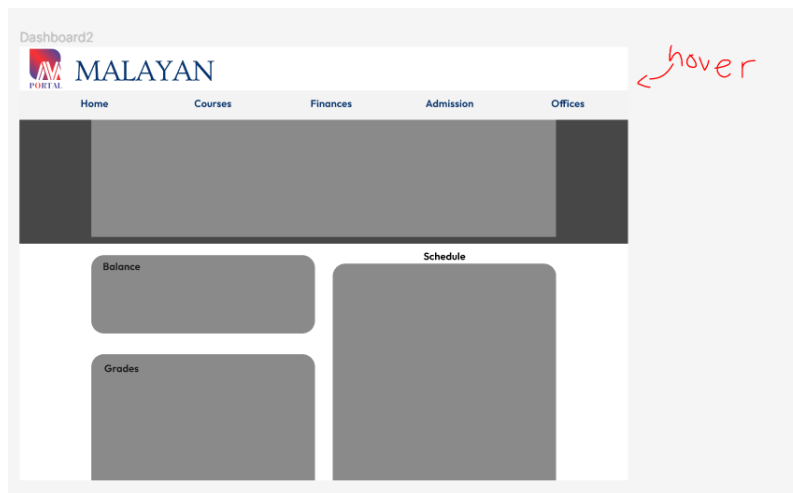 Dashboard2
MALAYAN
PORTAL
hover
Home Courses Finances Admission Offices
Balance
Schedule
Grades